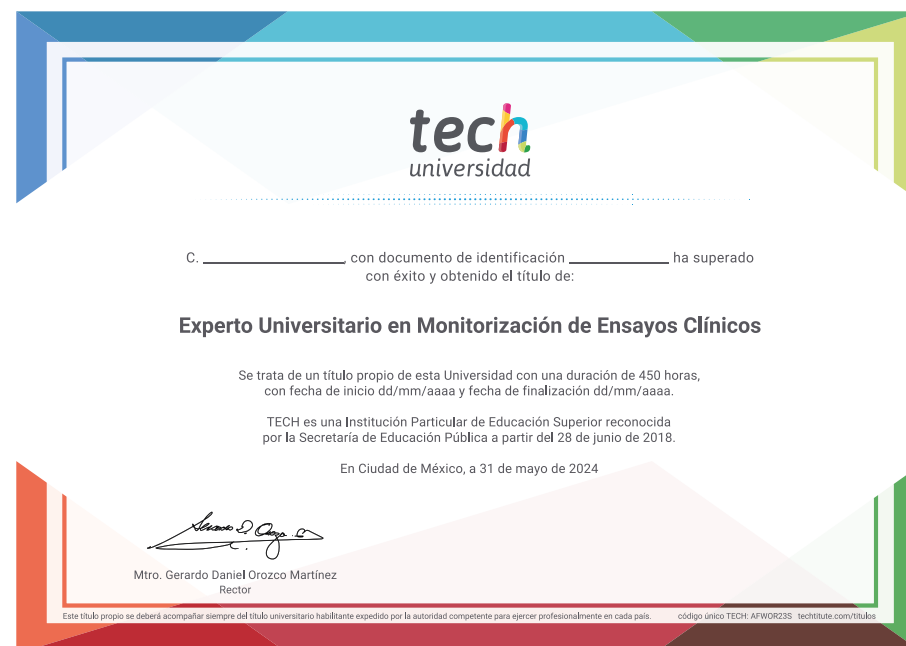 tech
universidad
C. ____________________, con documento de identificación ______________ ha superado
con éxito y obtenido el título de:
Experto Universitario en Monitorización de Ensayos Clínicos
Se trata de un título propio de esta Universidad con una duración de 450 horas,
con fecha de inicio dd/mm/aaaa y fecha de finalización dd/mm/aaaa.
TECH es una Institución Particular de Educación Superior reconocida
por la Secretaría de Educación Pública a partir del 28 de junio de 2018.
En Ciudad de México, a 31 de mayo de 2024
Mtro. Gerardo Daniel Orozco Martínez
Rector
Este título propio se deberá acompañar siempre del título universitario habilitante expedido por la autoridad competente para ejercer profesionalmente en cada país. código único TECH: AFWOR23S techtitute.com/titulos